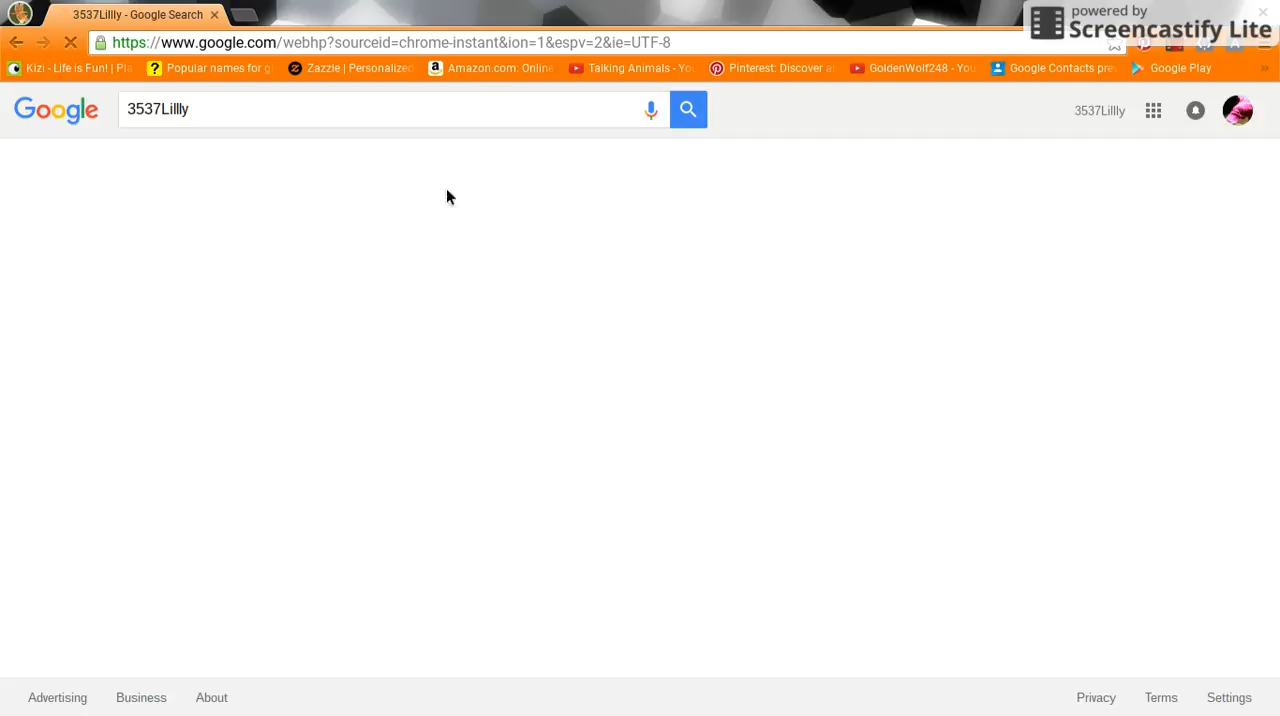 3537Lillly - Google Search
powered by
Screencastify Lite
https://www.google.com/webhp?sourceid=chrome-instant&ion=1&espv=2&ie=UTF-8
Kizi - Life is Fun! | Pla
Popular names for g
Zazzle | Personalized
Amazon.com: Online
Talking Animals - Yo
Pinterest: Discover a
GoldenWolf248 - You
Google Contacts prev
Google Play
Google
3537Lillly
3537Lillly
Advertising
Business
About
Privacy
Terms
Settings